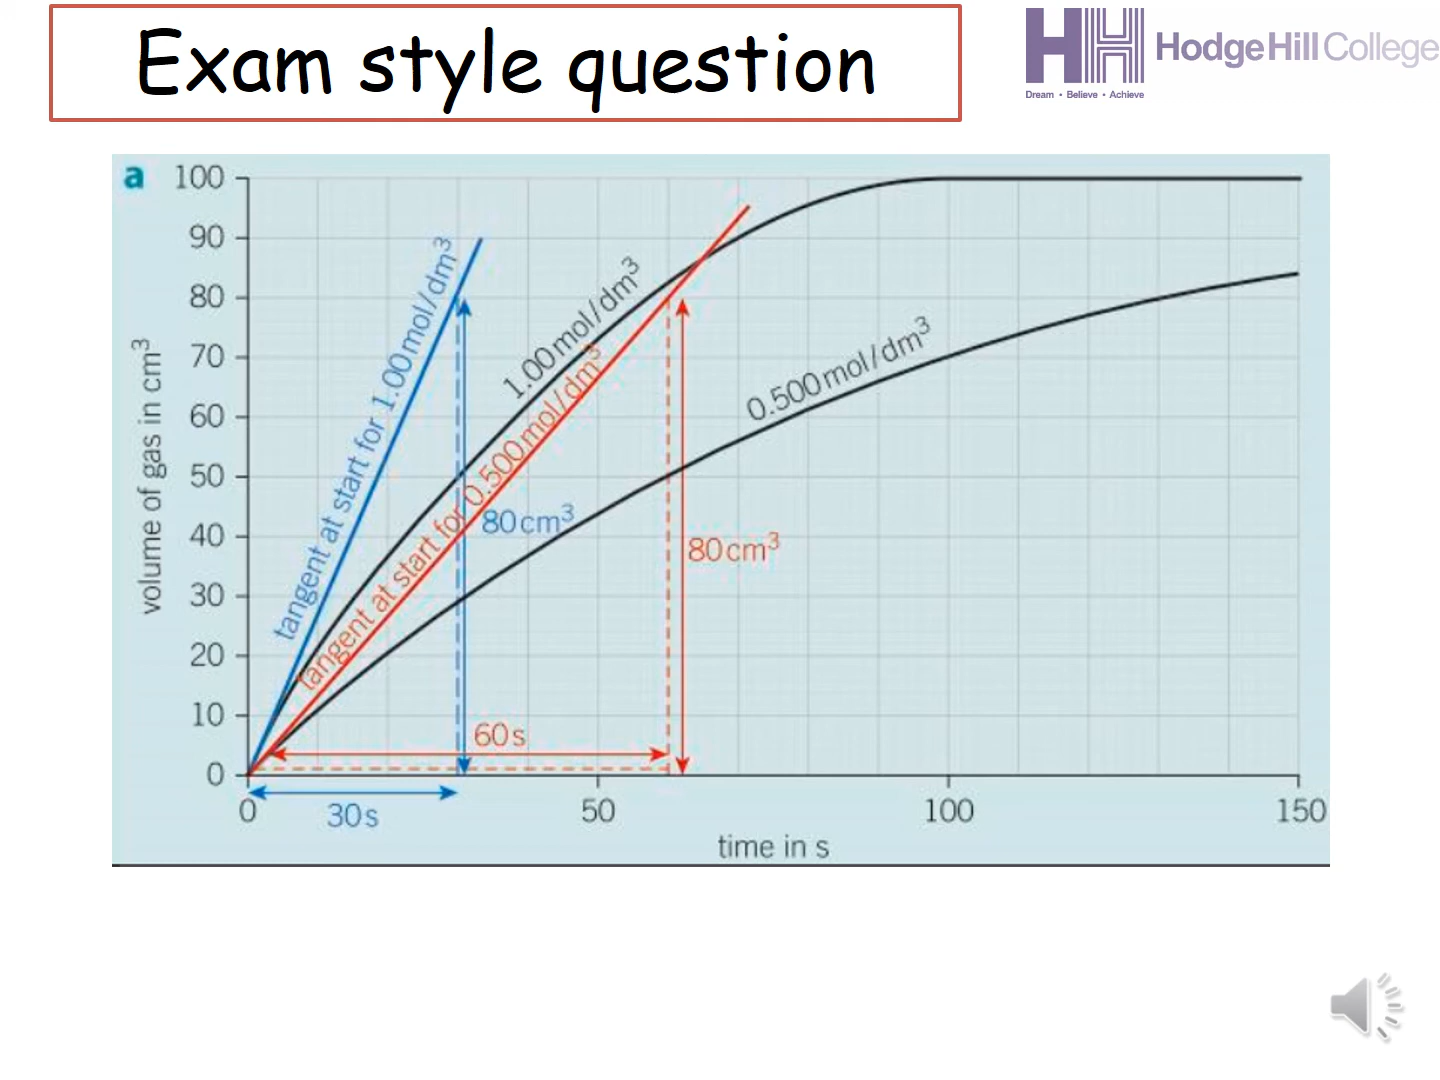 Exam style question
HH
HodgeHillCollege
Dream • Believe • Achieve
a
100
90
80
70
60
50
40
30
20
10
0
volume of gas in cm³
tangent at start for 1.00 mol/dm³
1.00 mol/dm³
tangent at start for 0.500 mol/dm³
0.500 mol/dm³
80 cm³
80 cm³
60 s
30 s
0
50
100
150
time in s